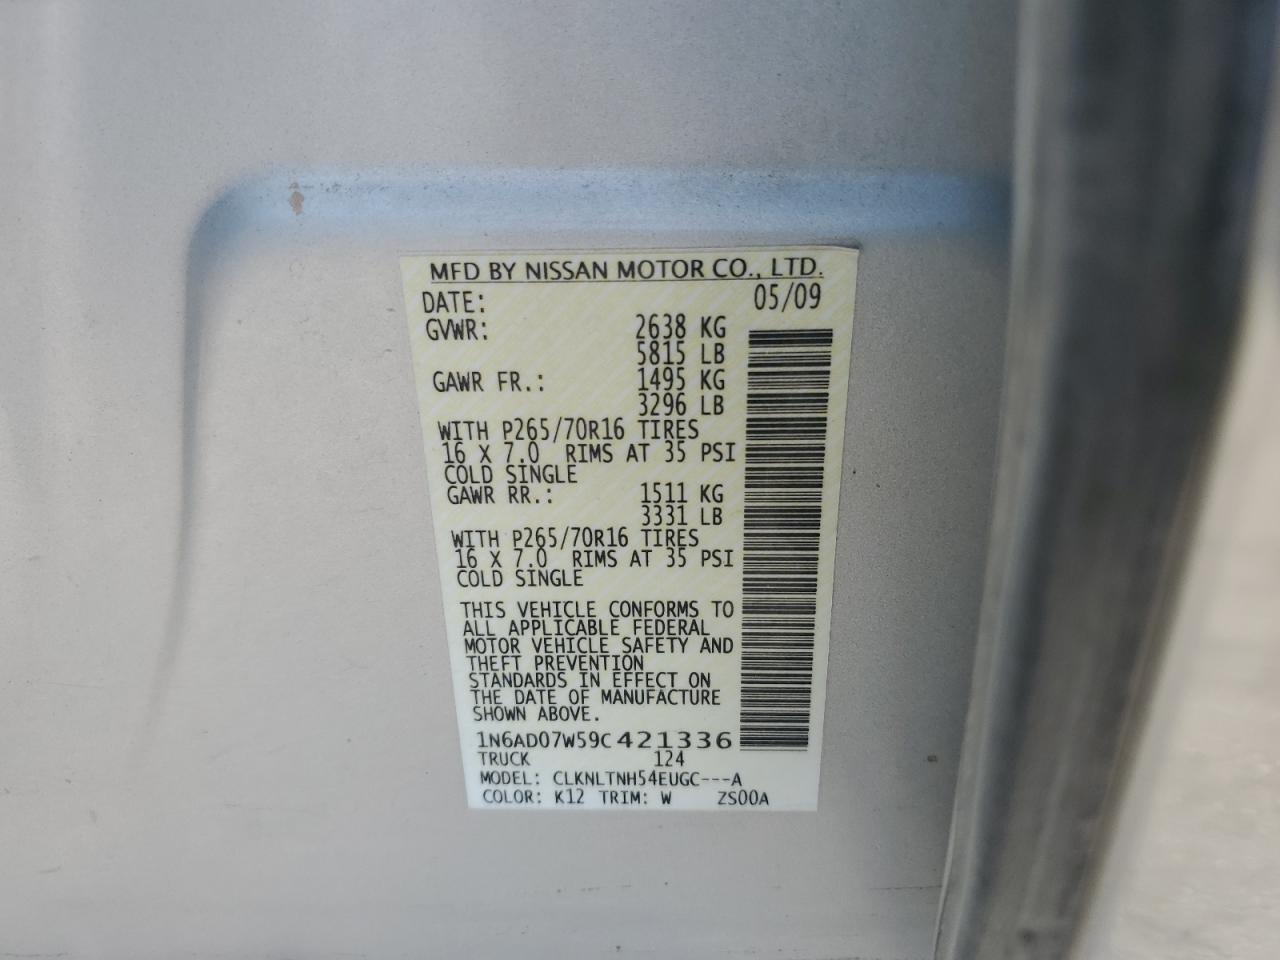 MFD BY NISSAN MOTOR CO., LTD.
DATE: 05/09
GVWR: 2638 KG
5815 LB
GAWR FR.: 1495 KG
3296 LB
WITH P265/70R16 TIRES
16 X 7.0 RIMS AT 35 PSI
COLD SINGLE
GAWR RR.: 1511 KG
3331 LB
WITH P265/70R16 TIRES
16 X 7.0 RIMS AT 35 PSI
COLD SINGLE
THIS VEHICLE CONFORMS TO
ALL APPLICABLE FEDERAL
MOTOR VEHICLE SAFETY AND
THEFT PREVENTION
STANDARDS IN EFFECT ON
THE DATE OF MANUFACTURE
SHOWN ABOVE.
1N6AD07W59C421336
TRUCK 124
MODEL: CLKNLTNH54EUGC---A
COLOR: K12 TRIM: W ZS00A